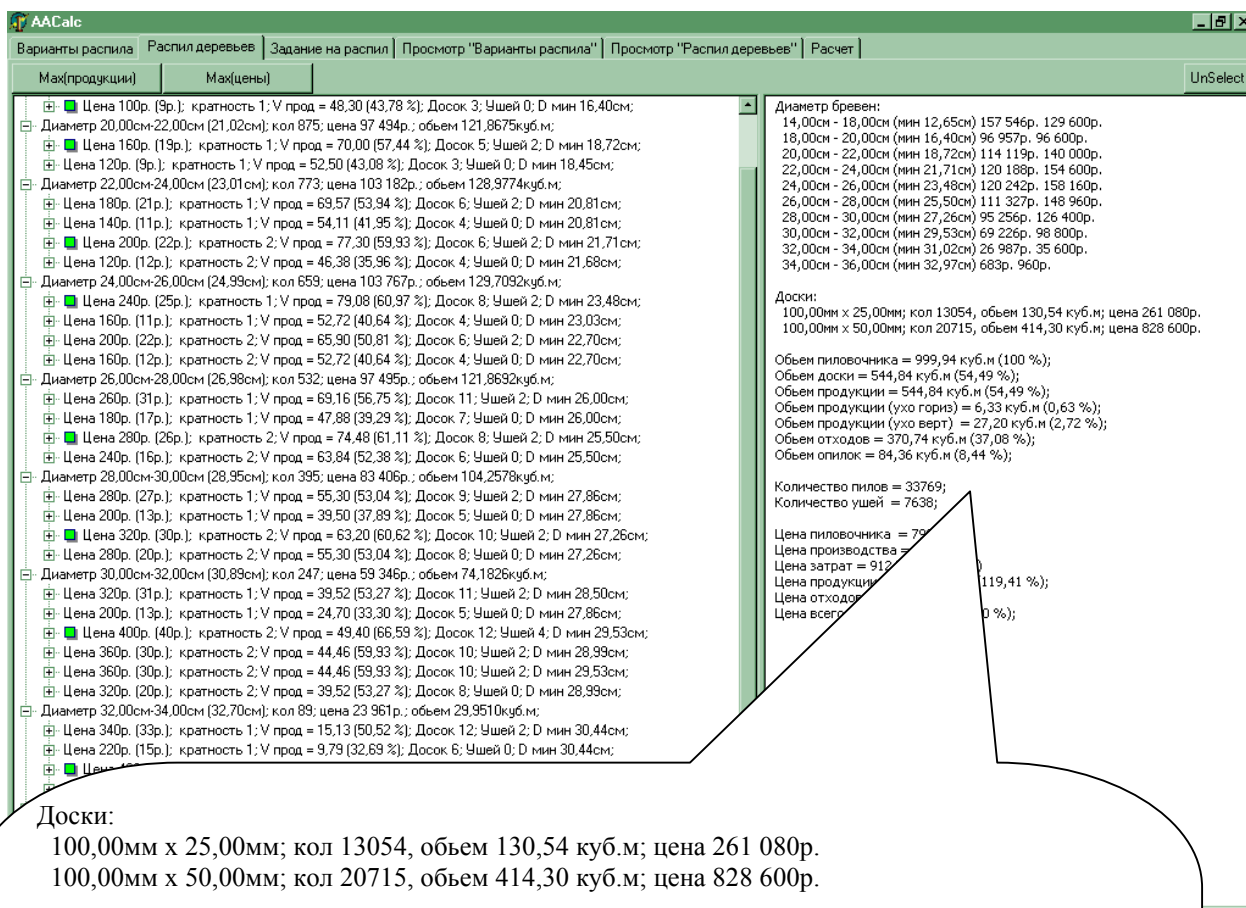 AACalc
Варианты распила Распил деревьев Задание на распил Просмотр "Варианты распила" Просмотр "Распил деревьев" Расчет
Max(продукции) Max(цены) UnSelect
Цена 100р. (9р.); кратность 1; V прод = 48,30 (43,78 %); Досок 3; Ушей 0; D мин 16,40см;
Диаметр 20,00см-22,00см (21,02см); кол 875; цена 97 494р.; обьем 121,8675куб.м;
Цена 160р. (19р.); кратность 1; V прод = 70,00 (57,44 %); Досок 5; Ушей 2; D мин 18,72см;
Цена 120р. (9р.); кратность 1; V прод = 52,50 (43,08 %); Досок 3; Ушей 0; D мин 18,45см;
Диаметр 22,00см-24,00см (23,01см); кол 773; цена 103 182р.; обьем 128,9774куб.м;
Цена 180р. (21р.); кратность 1; V прод = 69,57 (53,94 %); Досок 6; Ушей 2; D мин 20,81см;
Цена 140р. (11р.); кратность 1; V прод = 54,11 (41,95 %); Досок 4; Ушей 0; D мин 20,81см;
Цена 200р. (22р.); кратность 2; V прод = 77,30 (59,93 %); Досок 6; Ушей 2; D мин 21,71см;
Цена 120р. (12р.); кратность 2; V прод = 46,38 (35,96 %); Досок 4; Ушей 0; D мин 21,68см;
Диаметр 24,00см-26,00см (24,99см); кол 659; цена 103 767р.; обьем 129,7092куб.м;
Цена 240р. (25р.); кратность 1; V прод = 79,08 (60,97 %); Досок 8; Ушей 2; D мин 23,48см;
Цена 160р. (11р.); кратность 1; V прод = 52,72 (40,64 %); Досок 4; Ушей 0; D мин 23,03см;
Цена 200р. (22р.); кратность 2; V прод = 65,90 (50,81 %); Досок 6; Ушей 2; D мин 22,70см;
Цена 160р. (12р.); кратность 2; V прод = 52,72 (40,64 %); Досок 4; Ушей 0; D мин 22,70см;
Диаметр 26,00см-28,00см (26,98см); кол 532; цена 97 495р.; обьем 121,8692куб.м;
Цена 260р. (31р.); кратность 1; V прод = 69,16 (56,75 %); Досок 11; Ушей 2; D мин 26,00см;
Цена 180р. (17р.); кратность 1; V прод = 47,88 (39,29 %); Досок 7; Ушей 0; D мин 26,00см;
Цена 280р. (26р.); кратность 2; V прод = 74,48 (61,11 %); Досок 8; Ушей 2; D мин 25,50см;
Цена 240р. (16р.); кратность 2; V прод = 63,84 (52,38 %); Досок 6; Ушей 0; D мин 25,50см;
Диаметр 28,00см-30,00см (28,95см); кол 395; цена 83 406р.; обьем 104,2578куб.м;
Цена 280р. (27р.); кратность 1; V прод = 55,30 (53,04 %); Досок 9; Ушей 2; D мин 27,86см;
Цена 200р. (13р.); кратность 1; V прод = 39,50 (37,89 %); Досок 5; Ушей 0; D мин 27,86см;
Цена 320р. (30р.); кратность 2; V прод = 63,20 (60,62 %); Досок 10; Ушей 2; D мин 27,26см;
Цена 280р. (20р.); кратность 2; V прод = 55,30 (53,04 %); Досок 8; Ушей 0; D мин 27,26см;
Диаметр 30,00см-32,00см (30,89см); кол 247; цена 59 346р.; обьем 74,1826куб.м;
Цена 320р. (31р.); кратность 1; V прод = 39,52 (53,27 %); Досок 11; Ушей 2; D мин 28,50см;
Цена 200р. (13р.); кратность 1; V прод = 24,70 (33,30 %); Досок 5; Ушей 0; D мин 27,86см;
Цена 400р. (40р.); кратность 2; V прод = 49,40 (66,59 %); Досок 12; Ушей 4; D мин 29,53см;
Цена 360р. (30р.); кратность 2; V прод = 44,46 (59,93 %); Досок 10; Ушей 2; D мин 28,99см;
Цена 360р. (30р.); кратность 2; V прод = 44,46 (59,93 %); Досок 10; Ушей 2; D мин 29,53см;
Цена 320р. (20р.); кратность 2; V прод = 39,52 (53,27 %); Досок 8; Ушей 0; D мин 28,99см;
Диаметр 32,00см-34,00см (32,70см); кол 89; цена 23 961р.; обьем 29,9510куб.м;
Цена 340р. (33р.); кратность 1; V прод = 15,13 (50,52 %); Досок 12; Ушей 2; D мин 30,44см;
Цена 220р. (15р.); кратность 1; V прод = 9,79 (32,69 %); Досок 6; Ушей 0; D мин 30,44см;
Диаметр бревен:
14,00см - 18,00см (мин 12,65см) 157 546р. 129 600р.
18,00см - 20,00см (мин 16,40см) 96 957р. 96 600р.
20,00см - 22,00см (мин 18,72см) 114 119р. 140 000р.
22,00см - 24,00см (мин 21,71см) 120 188р. 154 600р.
24,00см - 26,00см (мин 23,48см) 120 242р. 158 160р.
26,00см - 28,00см (мин 25,50см) 111 327р. 148 960р.
28,00см - 30,00см (мин 27,26см) 95 256р. 126 400р.
30,00см - 32,00см (мин 29,53см) 69 226р. 98 800р.
32,00см - 34,00см (мин 31,02см) 26 987р. 35 600р.
34,00см - 36,00см (мин 32,97см) 683р. 960р.
Доски:
100,00мм x 25,00мм; кол 13054, обьем 130,54 куб.м; цена 261 080р.
100,00мм x 50,00мм; кол 20715, обьем 414,30 куб.м; цена 828 600р.
Обьем пиловочника = 999,94 куб.м (100 %);
Обьем доски = 544,84 куб.м (54,49 %);
Обьем продукции = 544,84 куб.м (54,49 %);
Обьем продукции (ухо гориз) = 6,33 куб.м (0,63 %);
Обьем продукции (ухо верт) = 27,20 куб.м (2,72 %);
Обьем отходов = 370,74 куб.м (37,08 %);
Обьем опилок = 84,36 куб.м (8,44 %);
Количество пилов = 33769;
Количество ушей = 7638;
Цена пиловочника = 79
Цена производства =
Цена затрат = 912 )
Цена продукции (119,41 %);
Цена отходов
Цена всего 0 %);
Доски:
100,00мм x 25,00мм; кол 13054, обьем 130,54 куб.м; цена 261 080р.
100,00мм x 50,00мм; кол 20715, обьем 414,30 куб.м; цена 828 600р.